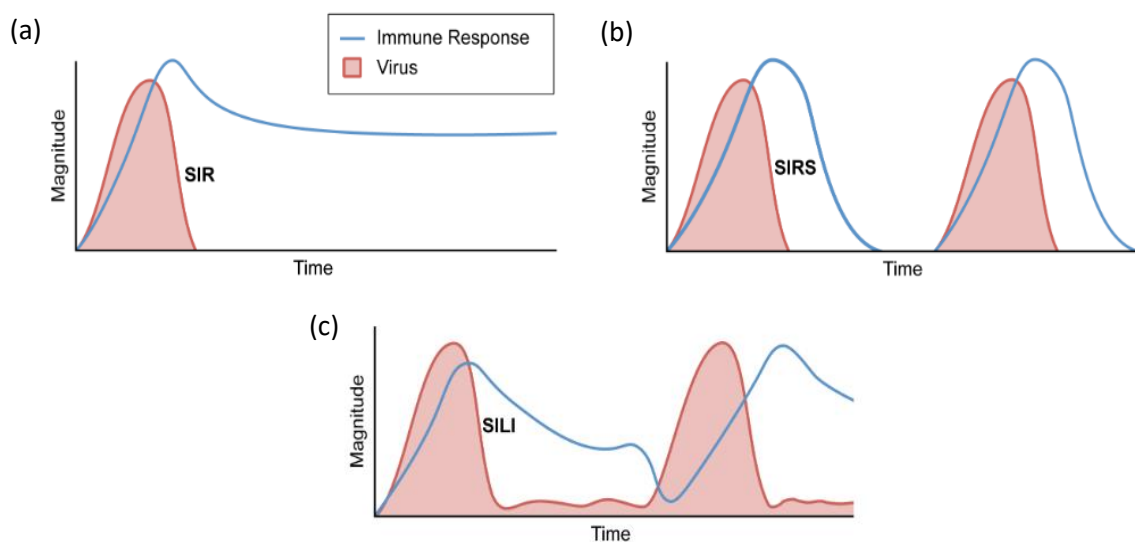 (a)
Immune Response
Virus
Magnitude
SIR
Time
(b)
Magnitude
SIRS
Time
(c)
Magnitude
SILI
Time